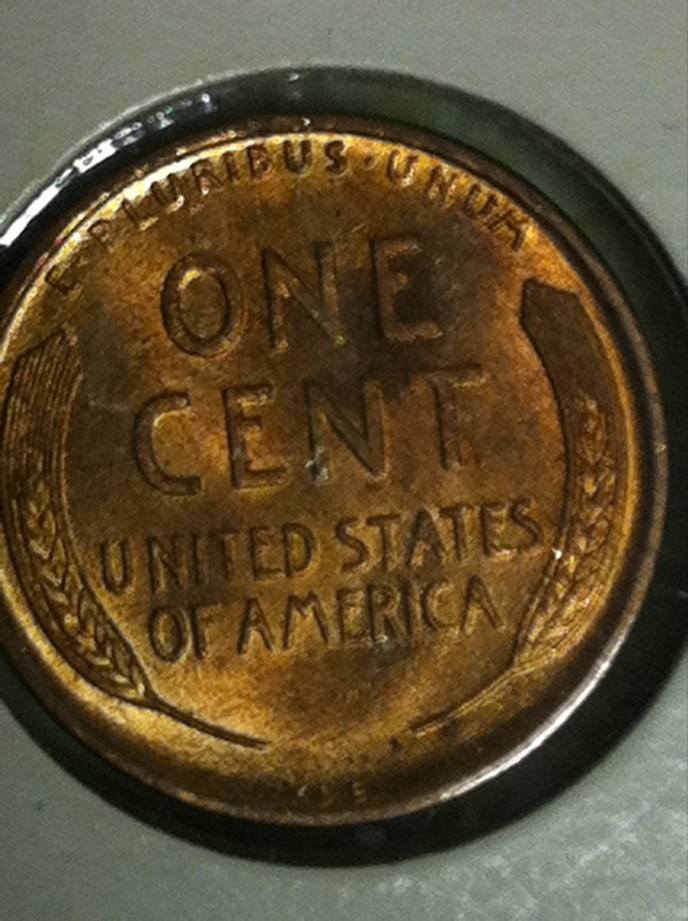 E·PLURIBUS·UNUM
ONE
CENT
UNITED STATES
OF AMERICA